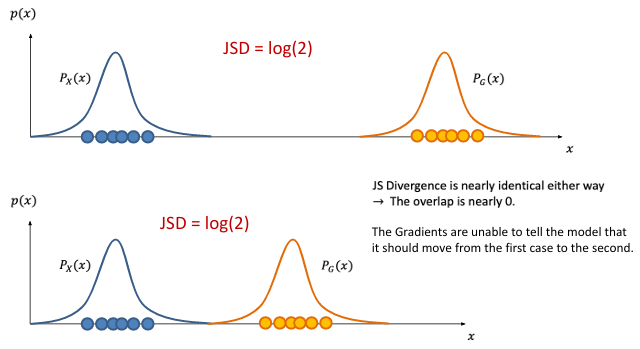 p(x)
JSD = log(2)
P_X(x)
P_G(x)
x
JS Divergence is nearly identical either way
→ The overlap is nearly 0.
The Gradients are unable to tell the model that
it should move from the first case to the second.
p(x)
JSD = log(2)
P_X(x)
P_G(x)
x